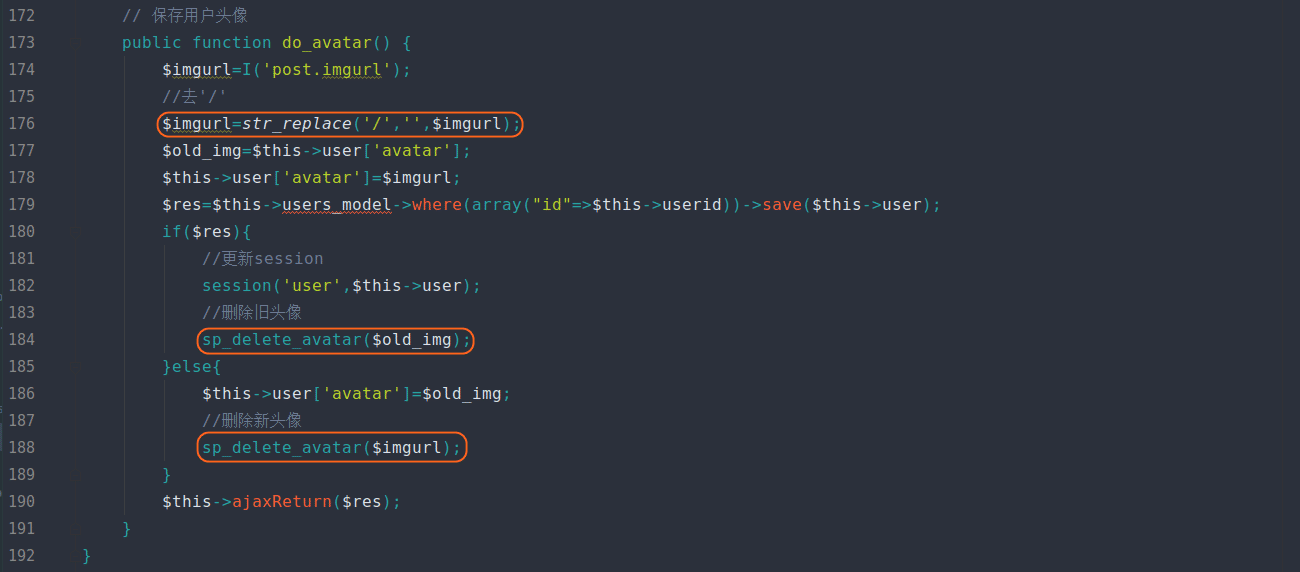 172 // 保存用户头像
173 public function do_avatar() {
174 $imgurl=I('post.imgurl');
175 //去'/'
176 $imgurl=str_replace('/','',$imgurl);
177 $old_img=$this->user['avatar'];
178 $this->user['avatar']=$imgurl;
179 $res=$this->users_model->where(array("id"=>$this->userid))->save($this->user);
180 if($res){
181 //更新session
182 session('user',$this->user);
183 //删除旧头像
184 sp_delete_avatar($old_img);
185 }else{
186 $this->user['avatar']=$old_img;
187 //删除新头像
188 sp_delete_avatar($imgurl);
189 }
190 $this->ajaxReturn($res);
191 }
192 }